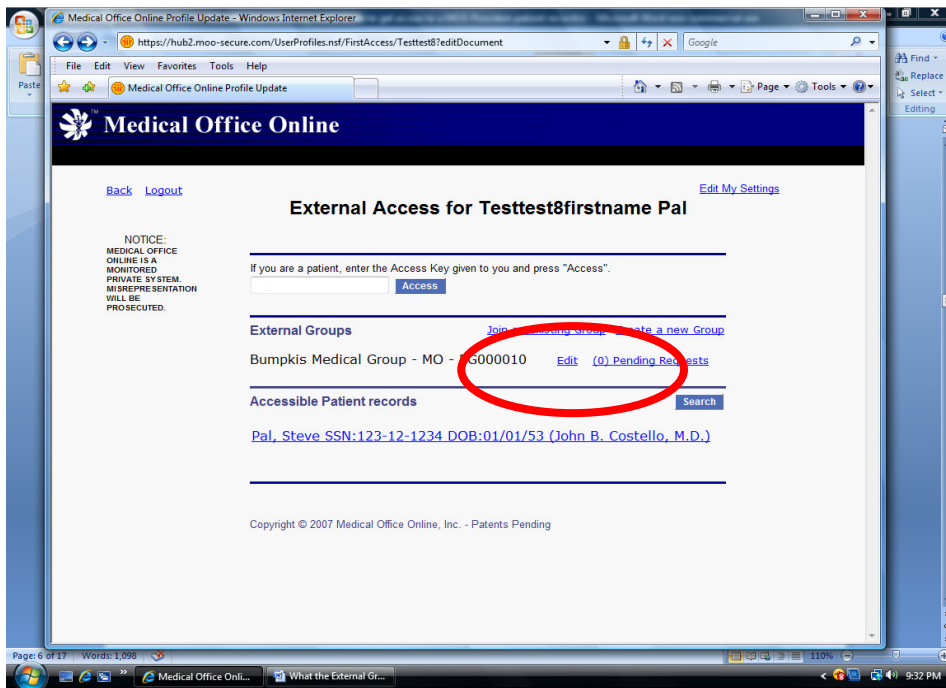 Medical Office Online Profile Update - Windows Internet Explorer
https://hub2.moo-secure.com/UserProfiles.nsf/FirstAccess/Testtest8?editDocument
Google
File Edit View Favorites Tools Help
Medical Office Online Profile Update
Page Tools
Paste
Find
Replace
Select
Editing
Medical Office Online
TM
Back Logout
Edit My Settings
External Access for Testtest8firstname Pal
NOTICE:
MEDICAL OFFICE
ONLINE IS A
MONITORED
PRIVATE SYSTEM.
MISREPRESENTATION
WILL BE
PROSECUTED.
If you are a patient, enter the Access Key given to you and press "Access".
Access
External Groups
Join Group a new Group
Bumpkis Medical Group - MO - G000010 Edit (0) Pending Requests
Accessible Patient records
Search
Pal, Steve SSN:123-12-1234 DOB:01/01/53 (John B. Costello, M.D.)
Copyright © 2007 Medical Office Online, Inc. - Patents Pending
Page: 6 of 17 Words: 1,098
110%
Medical Office Onli...
What the External Gr...
9:32 PM